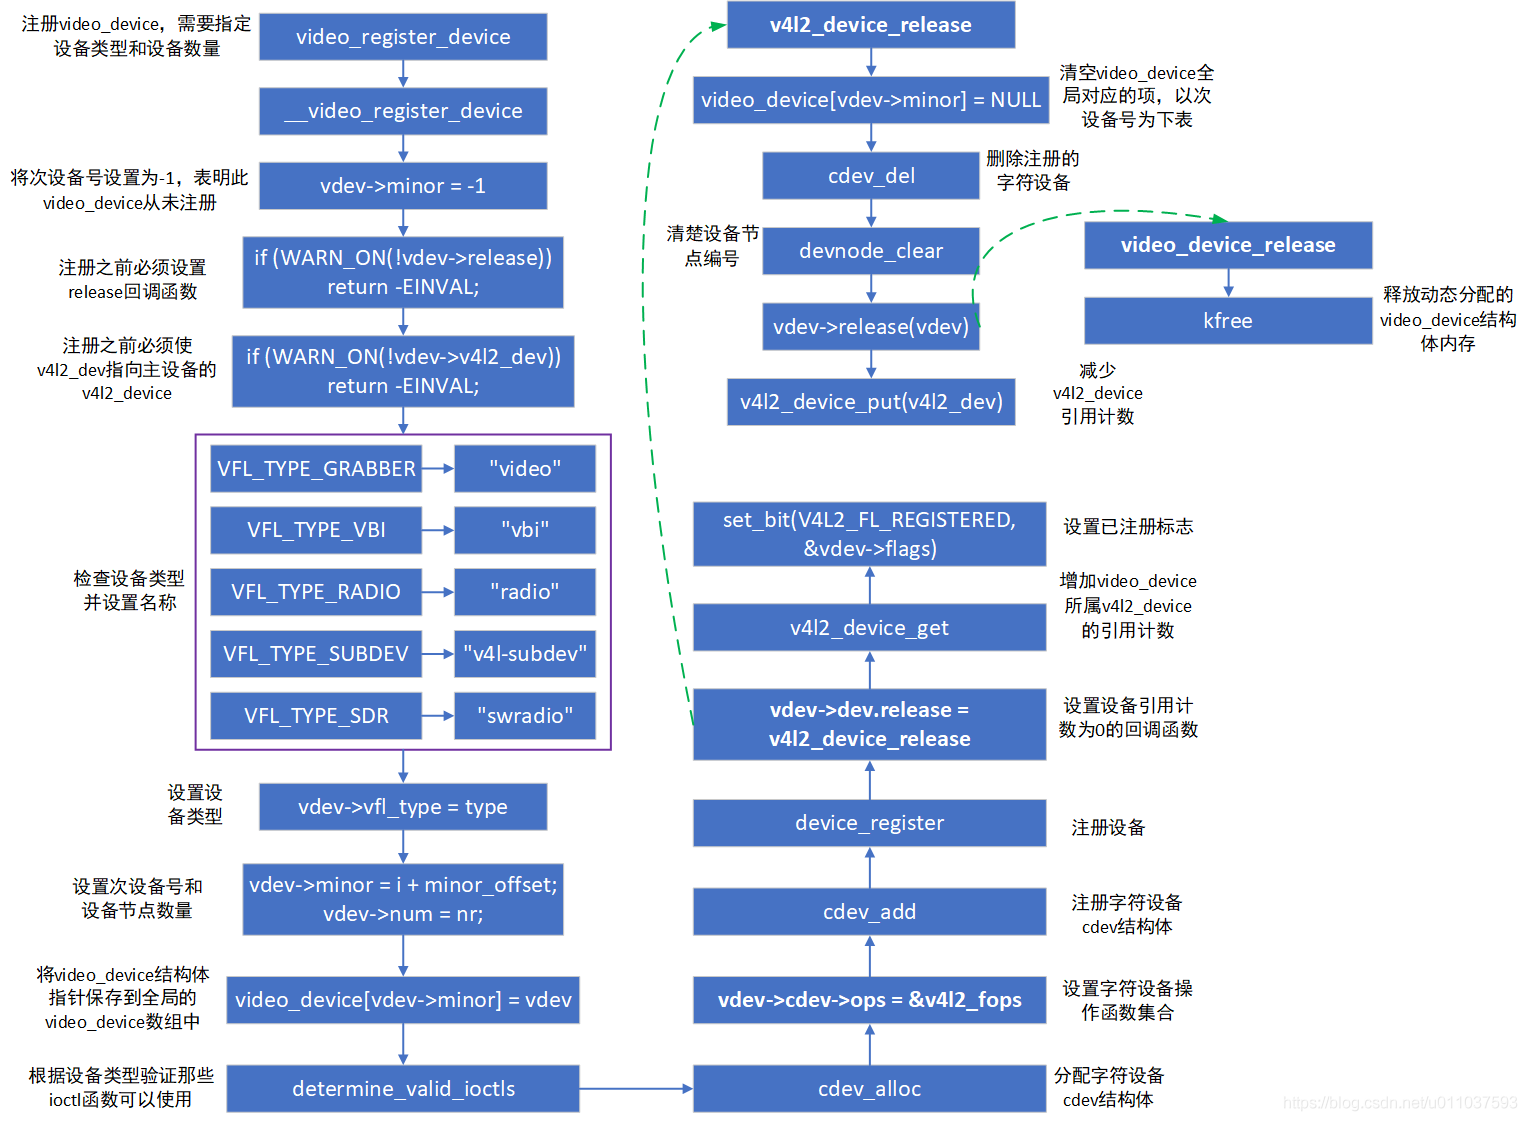 注册video_device，需要指定
设备类型和设备数量
video_register_device
__video_register_device
将次设备号设置为-1，表明此
video_device从未注册
vdev->minor = -1
注册之前必须设置
release回调函数
if (WARN_ON(!vdev->release))
return -EINVAL;
注册之前必须使
v4l2_dev指向主设备的
v4l2_device
if (WARN_ON(!vdev->v4l2_dev))
return -EINVAL;
检查设备类型
并设置名称
VFL_TYPE_GRABBER
"video"
VFL_TYPE_VBI
"vbi"
VFL_TYPE_RADIO
"radio"
VFL_TYPE_SUBDEV
"v4l-subdev"
VFL_TYPE_SDR
"swradio"
设置设
备类型
vdev->vfl_type = type
设置次设备号和
设备节点数量
vdev->minor = i + minor_offset;
vdev->num = nr;
将video_device结构体
指针保存到全局的
video_device数组中
video_device[vdev->minor] = vdev
根据设备类型验证那些
ioctl函数可以使用
determine_valid_ioctls
cdev_alloc
分配字符设备
cdev结构体
vdev->cdev->ops = &v4l2_fops
设置字符设备操
作函数集合
cdev_add
注册字符设备
cdev结构体
device_register
注册设备
vdev->dev.release =
v4l2_device_release
设置设备引用计
数为0的回调函数
v4l2_device_get
增加video_device
所属v4l2_device
的引用计数
set_bit(V4L2_FL_REGISTERED,
&vdev->flags)
设置已注册标志
v4l2_device_release
video_device[vdev->minor] = NULL
清空video_device全
局对应的项，以次
设备号为下表
cdev_del
删除注册的
字符设备
清楚设备节
点编号
devnode_clear
vdev->release(vdev)
v4l2_device_put(v4l2_dev)
减少
v4l2_device
引用计数
video_device_release
kfree
释放动态分配的
video_device结构
体内存
https://blog.csdn.net/u011037593